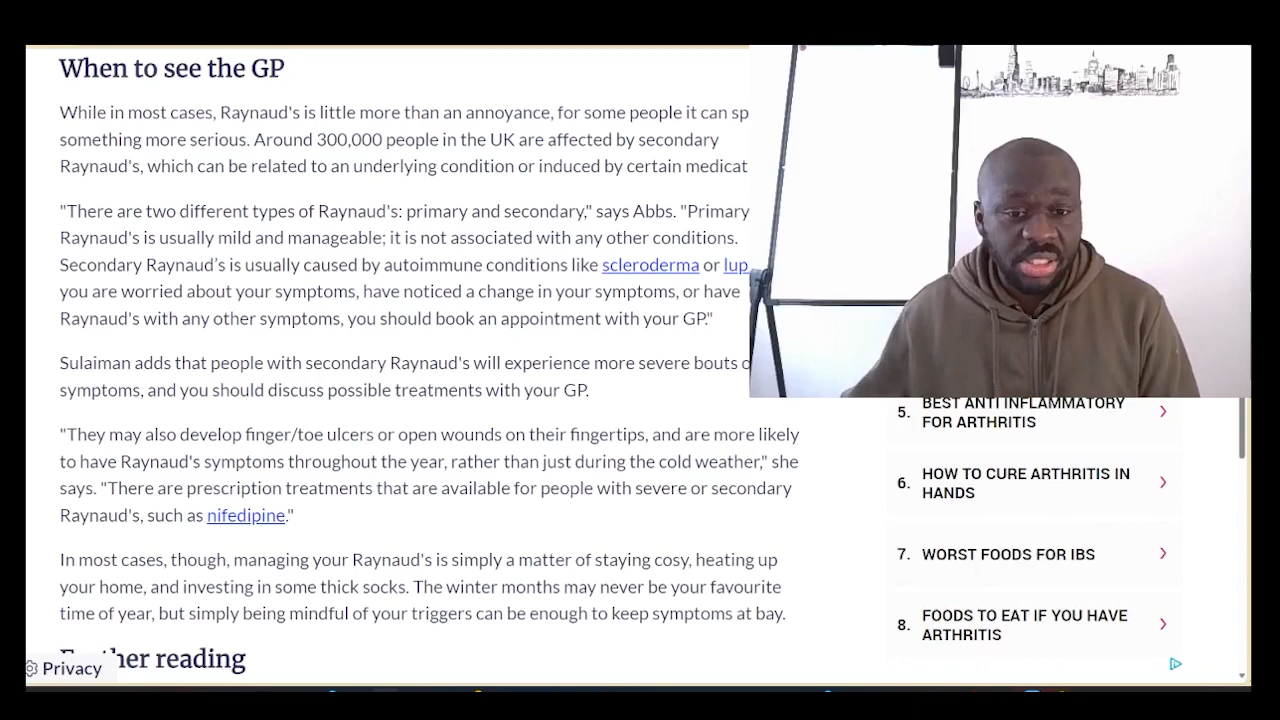 When to see the GP
While in most cases, Raynaud's is little more than an annoyance, for some people it can sp
something more serious. Around 300,000 people in the UK are affected by secondary
Raynaud's, which can be related to an underlying condition or induced by certain medicat
"There are two different types of Raynaud's: primary and secondary," says Abbs. "Primary
Raynaud's is usually mild and manageable; it is not associated with any other conditions.
Secondary Raynaud’s is usually caused by autoimmune conditions like scleroderma or lup
you are worried about your symptoms, have noticed a change in your symptoms, or have
Raynaud's with any other symptoms, you should book an appointment with your GP."
Sulaiman adds that people with secondary Raynaud's will experience more severe bouts o
symptoms, and you should discuss possible treatments with your GP.
"They may also develop finger/toe ulcers or open wounds on their fingertips, and are more likely
to have Raynaud's symptoms throughout the year, rather than just during the cold weather," she
says. "There are prescription treatments that are available for people with severe or secondary
Raynaud's, such as nifedipine."
In most cases, though, managing your Raynaud's is simply a matter of staying cosy, heating up
your home, and investing in some thick socks. The winter months may never be your favourite
time of year, but simply being mindful of your triggers can be enough to keep symptoms at bay.
Further reading
Privacy
5. BEST ANTI INFLAMMATORY
FOR ARTHRITIS
6. HOW TO CURE ARTHRITIS IN
HANDS
7. WORST FOODS FOR IBS
8. FOODS TO EAT IF YOU HAVE
ARTHRITIS